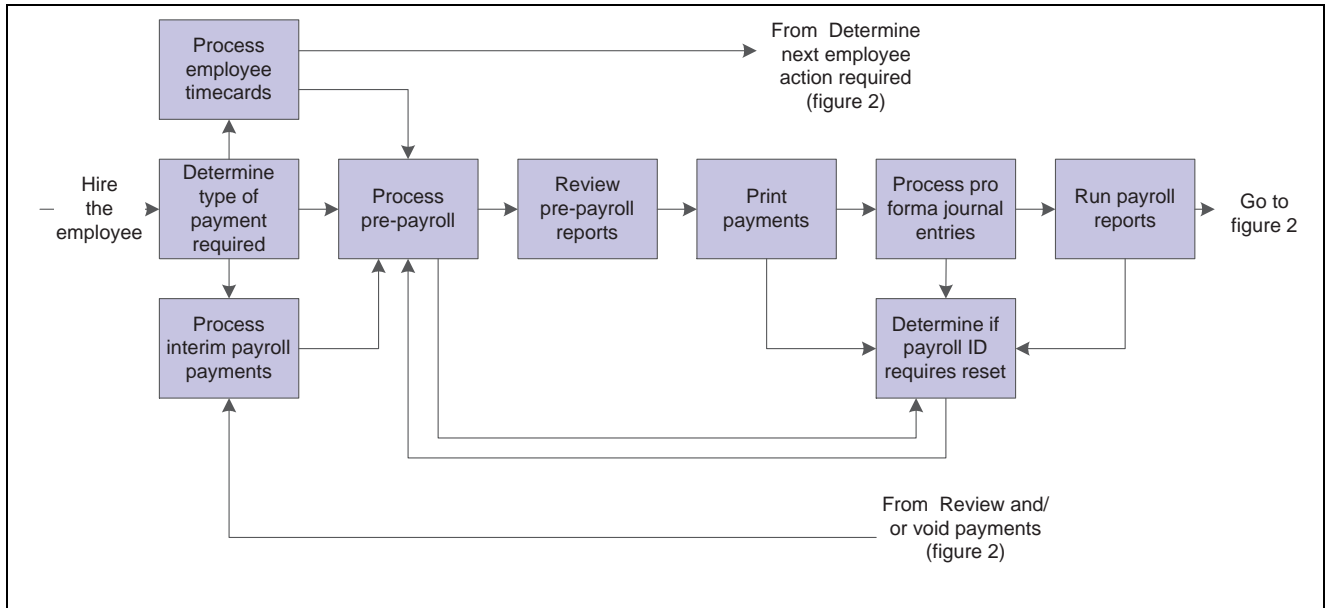 Process
employee
timecards
From Determine
next employee
action required
(figure 2)
Hire
the
employee
Determine
type of
payment
required
Process
pre-payroll
Review
pre-payroll
reports
Print
payments
Process pro
forma journal
entries
Run payroll
reports
Go to
figure 2
Process
interim payroll
payments
Determine if
payroll ID
requires reset
From Review and/
or void payments
(figure 2)